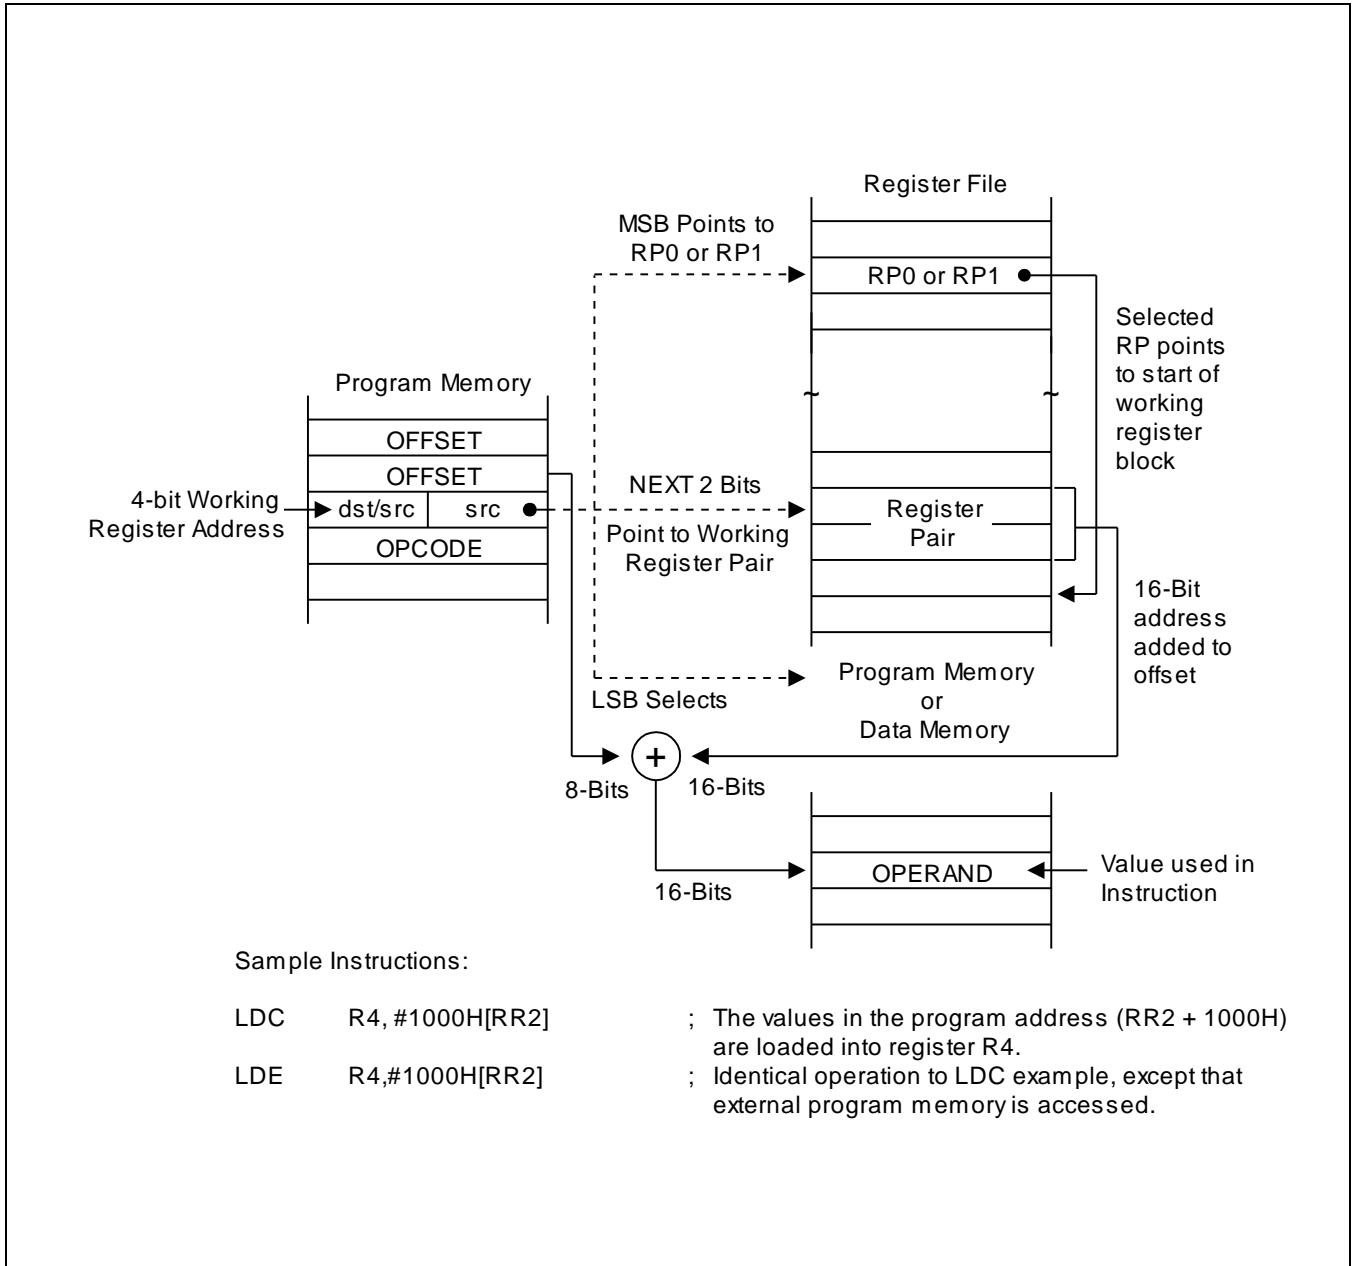 Register File
MSB Points to
RP0 or RP1
RP0 or RP1
Selected
RP points
to start of
working
register
block
Program Memory
OFFSET
OFFSET
4-bit Working
Register Address
dst/src
src
OPCODE
NEXT 2 Bits
Point to Working
Register Pair
Register
Pair
16-Bit
address
added to
offset
LSB Selects
Program Memory
or
Data Memory
+
8-Bits
16-Bits
16-Bits
OPERAND
Value used in
Instruction
Sample Instructions:
LDC R4, #1000H[RR2] ; The values in the program address (RR2 + 1000H)
are loaded into register R4.
LDE R4,#1000H[RR2] ; Identical operation to LDC example, except that
external program memory is accessed.